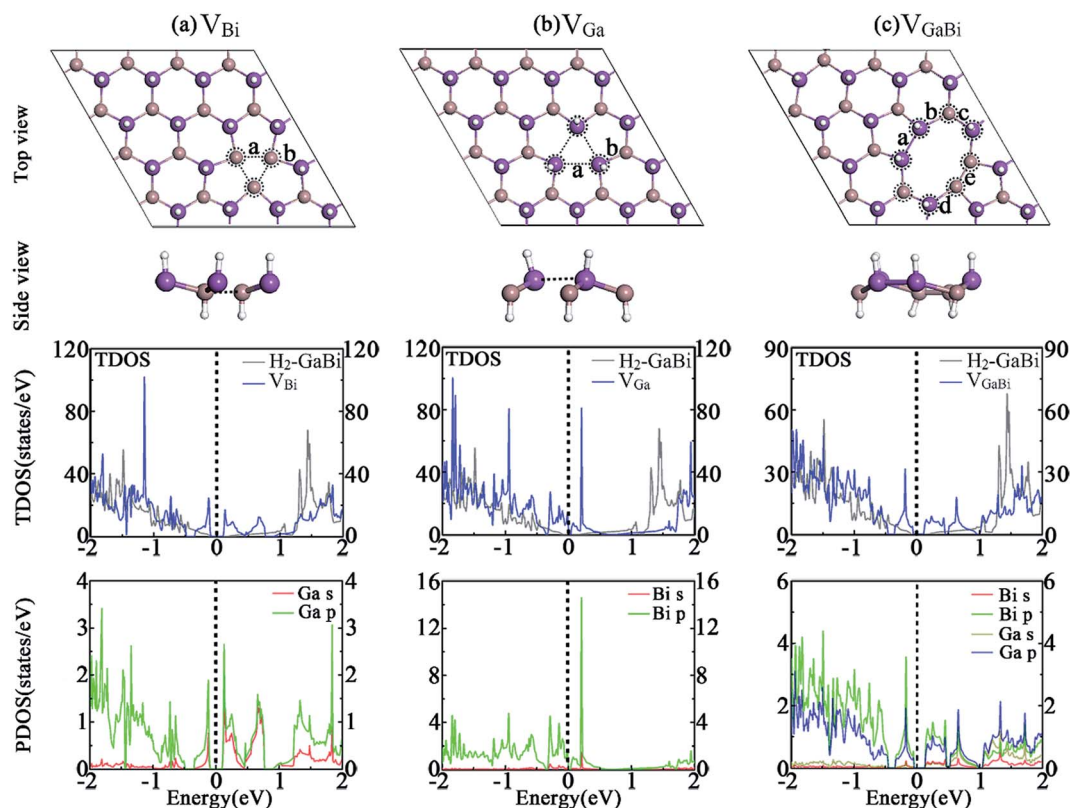 (a) VBi (b) VGa (c) VGaBi
Top view
a b
a b
a b c d e
Side view
TDOS(states/eV)
TDOS
H2-GaBi
VBi
120 80 40 0
120 80 40 0
-2 -1 0 1 2
TDOS
H2-GaBi
VGa
120 80 40 0
120 80 40 0
-2 -1 0 1 2
TDOS
H2-GaBi
VGaBi
90 60 30 0
90 60 30 0
-2 -1 0 1 2
PDOS(states/eV)
Ga s
Ga p
4 3 2 1 0
4 3 2 1 0
-2 -1 0 1 2
Energy(eV)
Bi s
Bi p
16 12 8 4 0
16 12 8 4 0
-2 -1 0 1 2
Energy(eV)
Bi s
Bi p
Ga s
Ga p
6 4 2 0
6 4 2 0
-2 -1 0 1 2
Energy(eV)